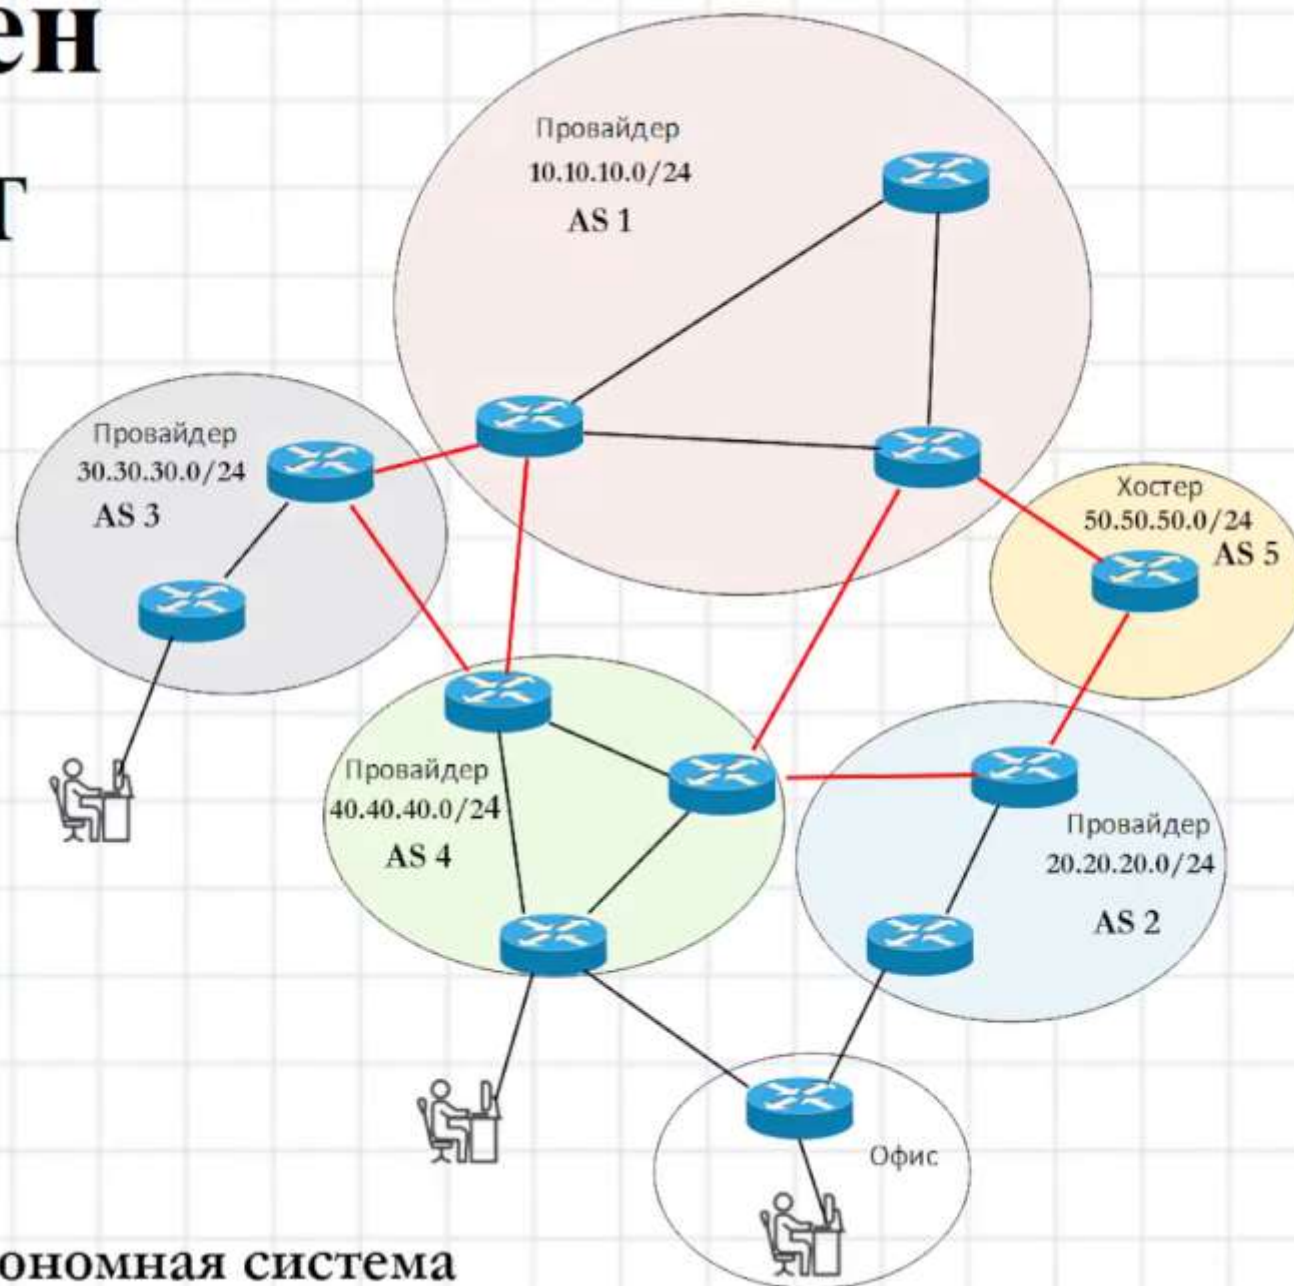 ен
т
Провайдер
10.10.10.0/24
AS 1
Провайдер
30.30.30.0/24
AS 3
Хостер
50.50.50.0/24
AS 5
Провайдер
40.40.40.0/24
AS 4
Провайдер
20.20.20.0/24
AS 2
Офис
ономная система